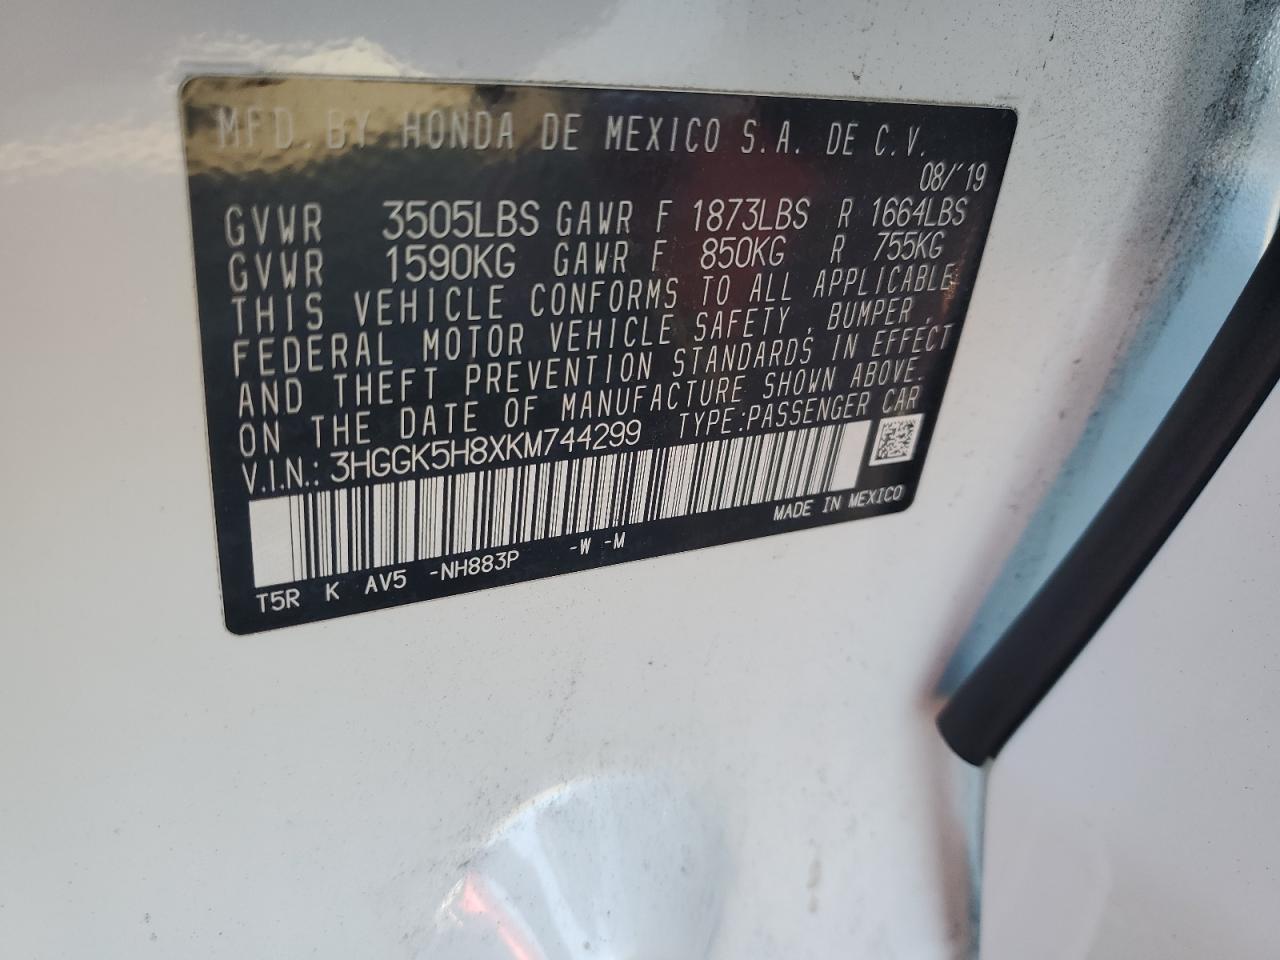 MFD. BY HONDA DE MEXICO S.A. DE C.V.
08/'19
GVWR 3505LBS GAWR F 1873LBS R 1664LBS
GVWR 1590KG GAWR F 850KG R 755KG
THIS VEHICLE CONFORMS TO ALL APPLICABLE
FEDERAL MOTOR VEHICLE SAFETY, BUMPER,
AND THEFT PREVENTION STANDARDS IN EFFECT
ON THE DATE OF MANUFACTURE SHOWN ABOVE.
V.I.N.: 3HGGK5H8XKM744299 TYPE:PASSENGER CAR
MADE IN MEXICO
T5R K AV5 -NH883P -W -M